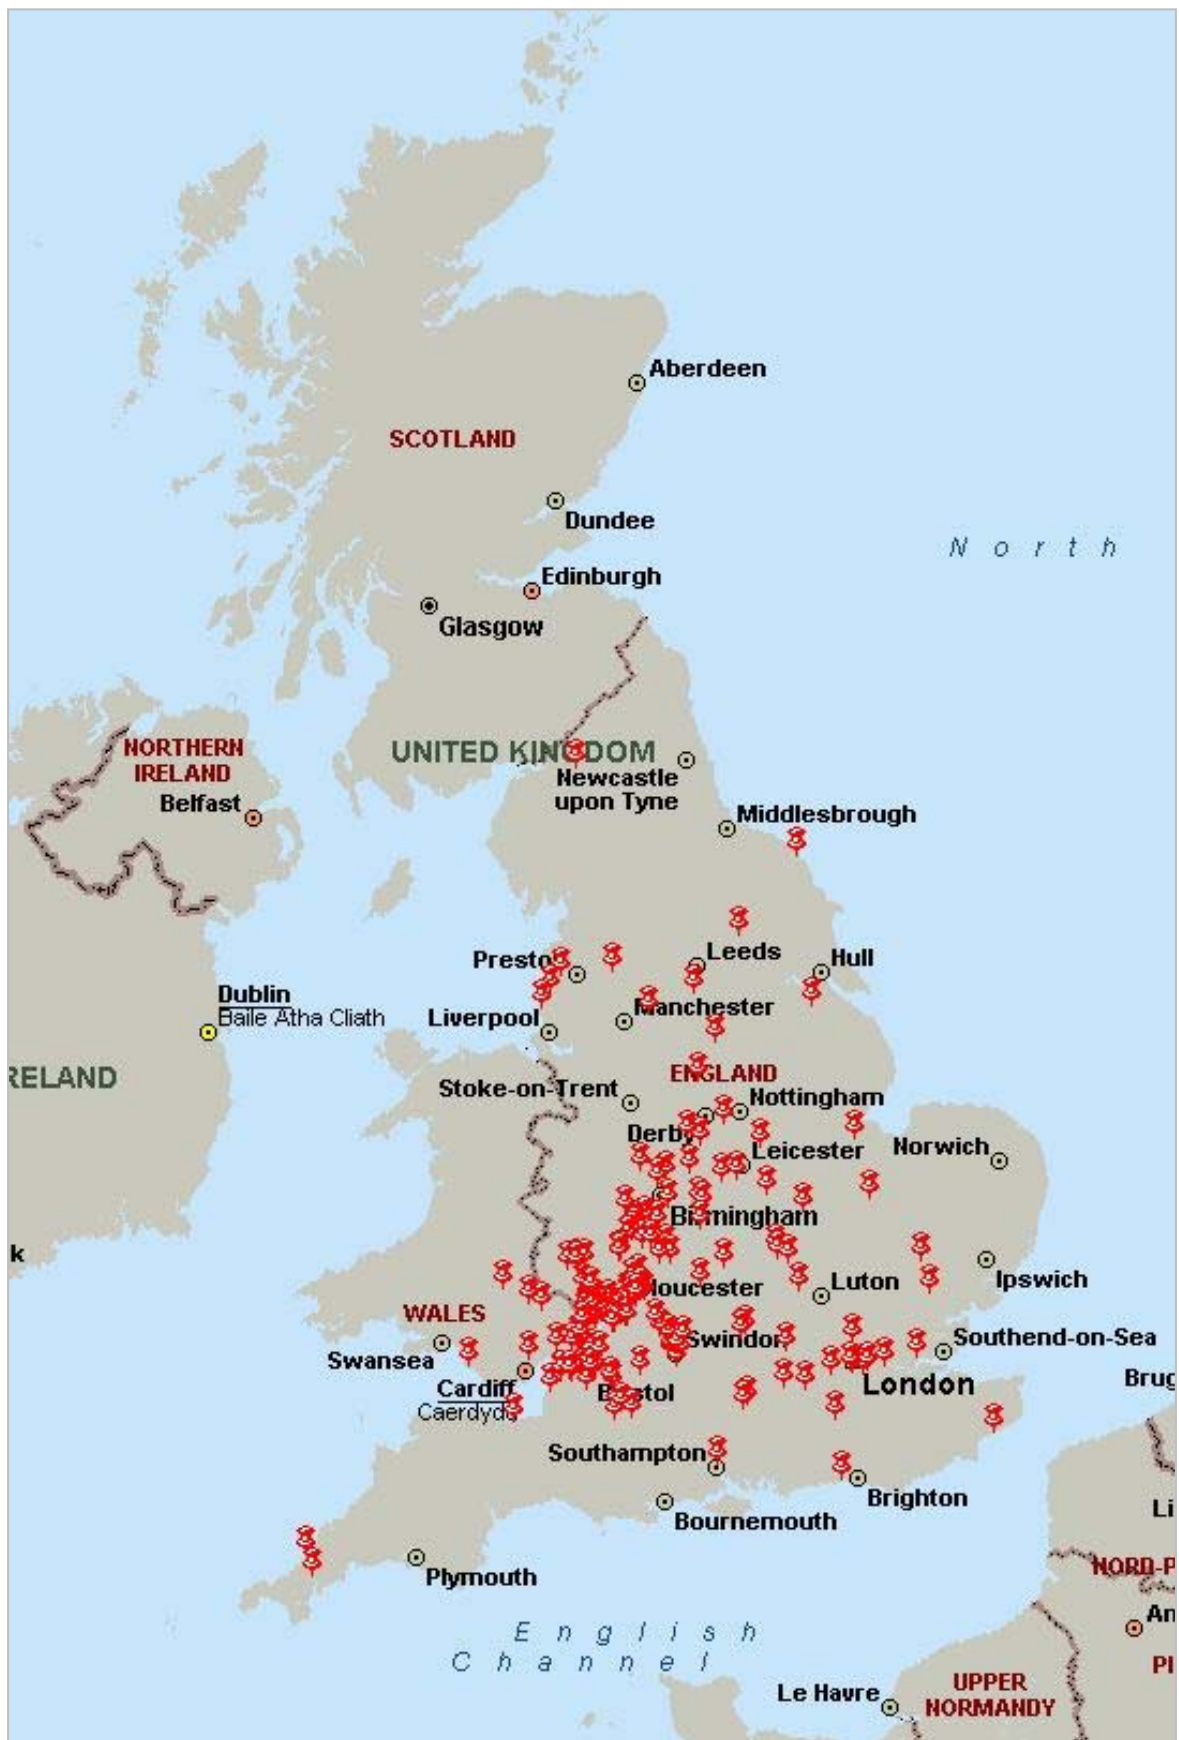 Aberdeen
SCOTLAND
Dundee
North
Edinburgh
Glasgow
NORTHERN
IRELAND
UNITED KINGDOM
Newcastle
upon Tyne
Belfast
Middlesbrough
Presto
Leeds
Hull
Dublin
Baile Atha Cliath
Liverpool
Manchester
RELAND
ENGLAND
Stoke-on-Trent
Nottingham
Derby
Leicester
Norwich
Birmingham
k
Ipswich
Luton
loucester
WALES
Swindon
Southend-on-Sea
Swansea
Cardiff
Caerdydd
Bristol
London
Brug
Southampton
Brighton
Bournemouth
Li
Plymouth
NORD-P
An
English
Channel
PI
Le Havre
UPPER
NORMANDY